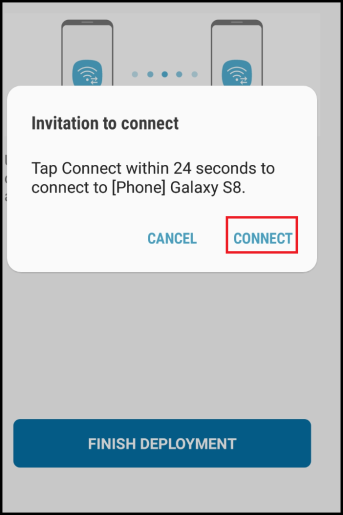 Invitation to connect
Tap Connect within 24 seconds to
connect to [Phone] Galaxy S8.
CANCEL CONNECT
FINISH DEPLOYMENT